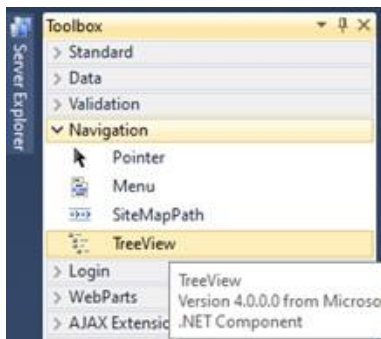 Server Explorer
Toolbox
Standard
Data
Validation
Navigation
Pointer
Menu
SiteMapPath
TreeView
Login
WebParts
AJAX Extensic
TreeView
Version 4.0.0.0 from Microso
.NET Component